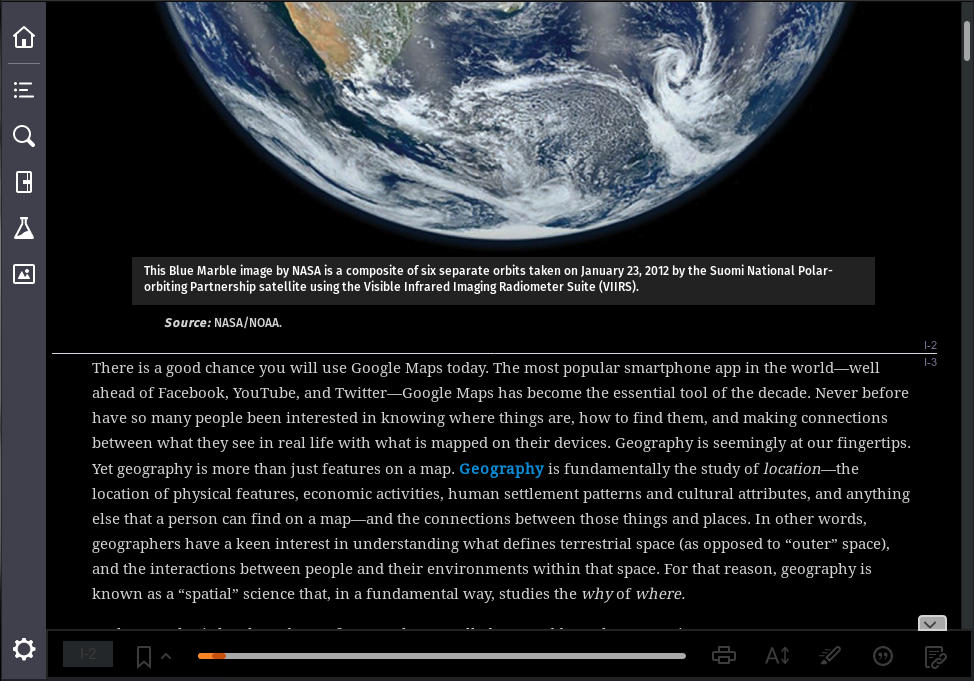 This Blue Marble image by NASA is a composite of six separate orbits taken on January 23, 2012 by the Suomi National Polar-
orbiting Partnership satellite using the Visible Infrared Imaging Radiometer Suite (VIIRS).
Source: NASA/NOAA.
I-2
I-3
There is a good chance you will use Google Maps today. The most popular smartphone app in the world—well
ahead of Facebook, YouTube, and Twitter—Google Maps has become the essential tool of the decade. Never before
have so many people been interested in knowing where things are, how to find them, and making connections
between what they see in real life with what is mapped on their devices. Geography is seemingly at our fingertips.
Yet geography is more than just features on a map. Geography is fundamentally the study of location—the
location of physical features, economic activities, human settlement patterns and cultural attributes, and anything
else that a person can find on a map—and the connections between those things and places. In other words,
geographers have a keen interest in understanding what defines terrestrial space (as opposed to “outer” space),
and the interactions between people and their environments within that space. For that reason, geography is
known as a “spatial” science that, in a fundamental way, studies the why of where.
I-2